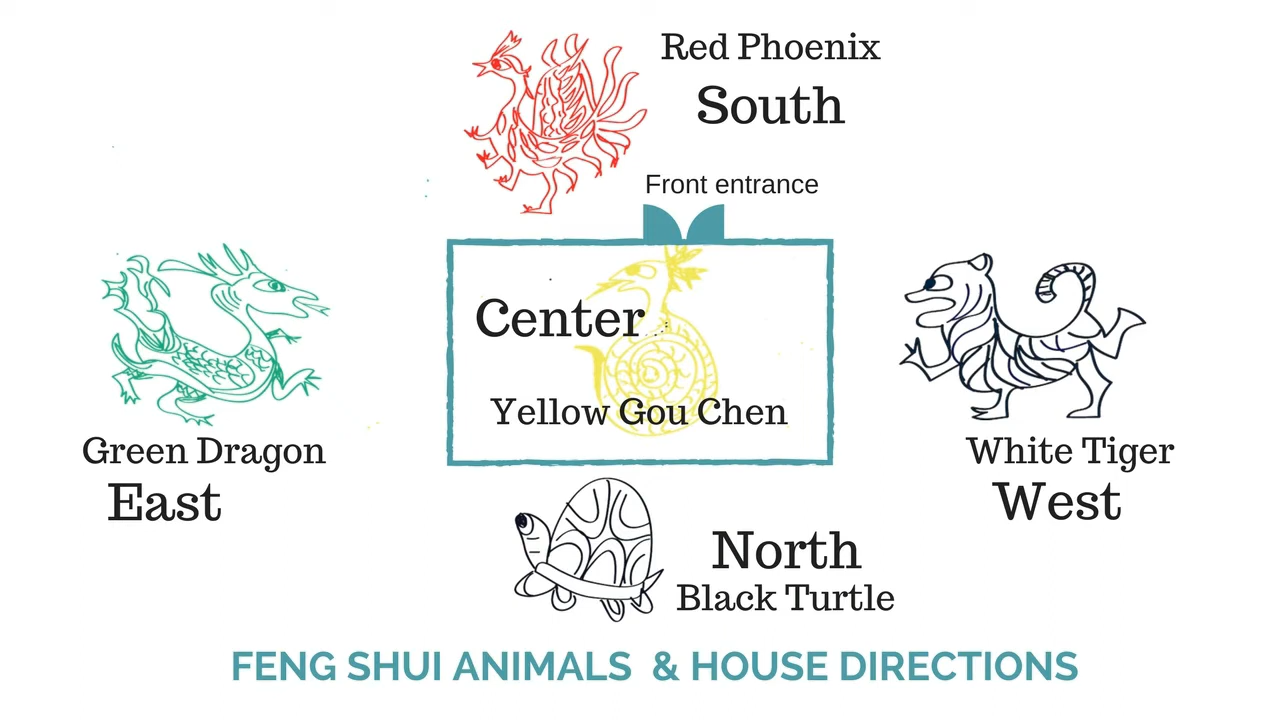 Red Phoenix
South
Front entrance
Center
Yellow Gou Chen
Green Dragon
East
White Tiger
West
North
Black Turtle
FENG SHUI ANIMALS & HOUSE DIRECTIONS